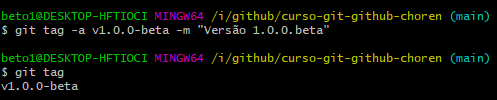 beto1@DESKTOP-HFTIOCI MINGW64 /i/github/curso-git-github-choren (main)
$ git tag -a v1.0.0-beta -m "Versão 1.0.0.beta"
beto1@DESKTOP-HFTIOCI MINGW64 /i/github/curso-git-github-choren (main)
$ git tag
v1.0.0-beta